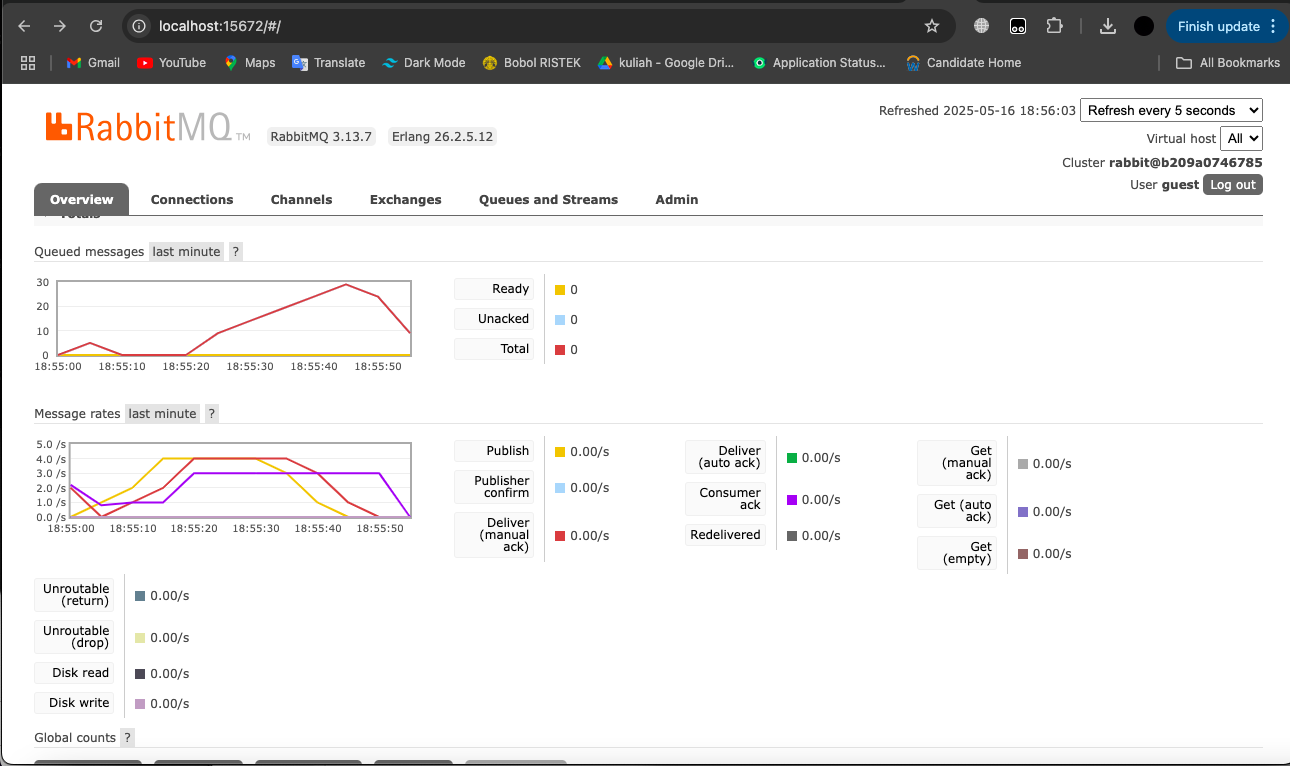 localhost:15672/#/
Finish update
Gmail YouTube Maps Translate Dark Mode Bobol RISTEK kuliah - Google Dri... Application Status... Candidate Home All Bookmarks
RabbitMQ TM RabbitMQ 3.13.7 Erlang 26.2.5.12
Refreshed 2025-05-16 18:56:03 Refresh every 5 seconds
Virtual host All
Cluster rabbit@b209a0746785
User guest Log out
Overview Connections Channels Exchanges Queues and Streams Admin
Totals
Queued messages last minute ?
30
20
10
0
18:55:00 18:55:10 18:55:20 18:55:30 18:55:40 18:55:50
Ready 0
Unacked 0
Total 0
Message rates last minute ?
5.0 /s
4.0 /s
3.0 /s
2.0 /s
1.0 /s
0.0 /s
18:55:00 18:55:10 18:55:20 18:55:30 18:55:40 18:55:50
Publish 0.00/s
Publisher
confirm 0.00/s
Deliver
(manual
ack) 0.00/s
Deliver
(auto ack) 0.00/s
Consumer
ack 0.00/s
Redelivered 0.00/s
Get
(manual
ack) 0.00/s
Get (auto
ack) 0.00/s
Get
(empty) 0.00/s
Unroutable
(return) 0.00/s
Unroutable
(drop) 0.00/s
Disk read 0.00/s
Disk write 0.00/s
Global counts ?